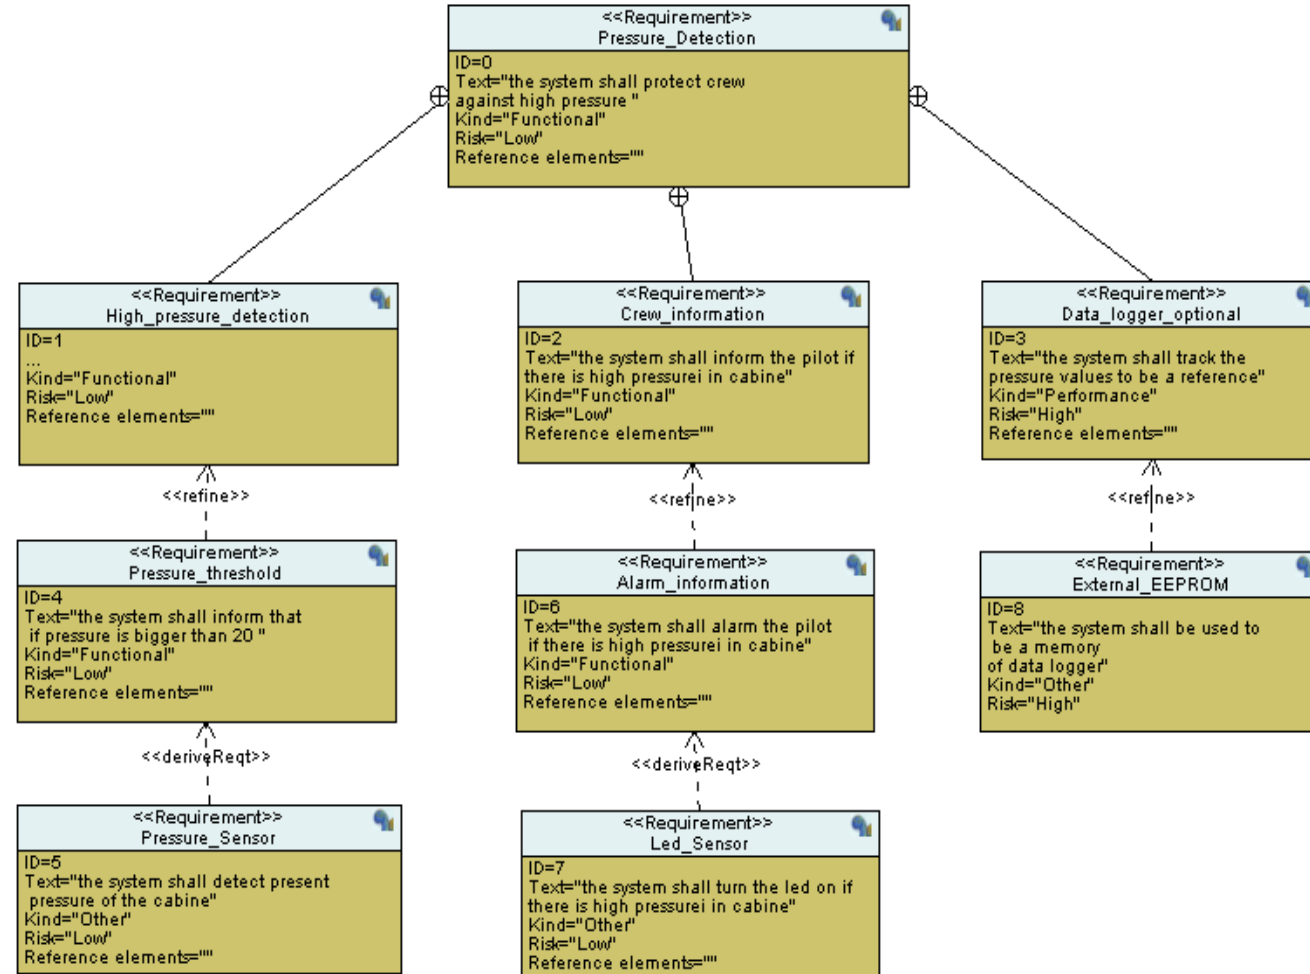 <<Requirement>>
Pressure_Detection
ID=0
Text="the system shall protect crew
against high pressure "
Kind="Functional"
Risk="Low"
Reference elements=""
<<Requirement>>
High_pressure_detection
ID=1
...
Kind="Functional"
Risk="Low"
Reference elements=""
<<Requirement>>
Crew_information
ID=2
Text="the system shall inform the pilot if
there is high pressurei in cabine"
Kind="Functional"
Risk="Low"
Reference elements=""
<<Requirement>>
Data_logger_optional
ID=3
Text="the system shall track the
pressure values to be a reference"
Kind="Performance"
Risk="High"
Reference elements=""
<<refine>>
<<refine>>
<<refine>>
<<Requirement>>
Pressure_threshold
ID=4
Text="the system shall inform that
if pressure is bigger than 20 "
Kind="Functional"
Risk="Low"
Reference elements=""
<<Requirement>>
Alarm_information
ID=6
Text="the system shall alarm the pilot
if there is high pressurei in cabine"
Kind="Functional"
Risk="Low"
Reference elements=""
<<Requirement>>
External_EEPROM
ID=8
Text="the system shall be used to
be a memory
of data logger"
Kind="Other"
Risk="High"
<<deriveReqt>>
<<deriveReqt>>
<<Requirement>>
Pressure_Sensor
ID=5
Text="the system shall detect present
pressure of the cabine"
Kind="Other"
Risk="Low"
Reference elements=""
<<Requirement>>
Led_Sensor
ID=7
Text="the system shall turn the led on if
there is high pressurei in cabine"
Kind="Other"
Risk="Low"
Reference elements=""